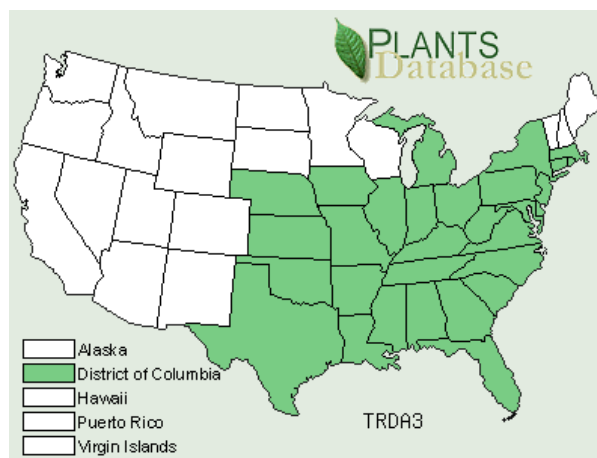 PLANTS
Database
Alaska
District of Columbia
Hawaii
Puerto Rico
Virgin Islands
TRDA3